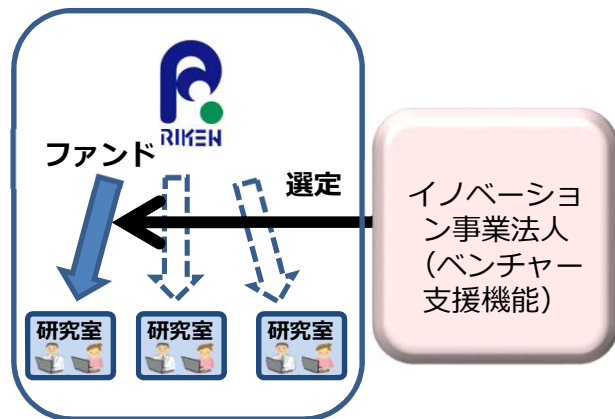 RIKEN
ファンド
選定
イノベーショ
ン事業法人
（ベンチャー
支援機能）
研究室
研究室
研究室